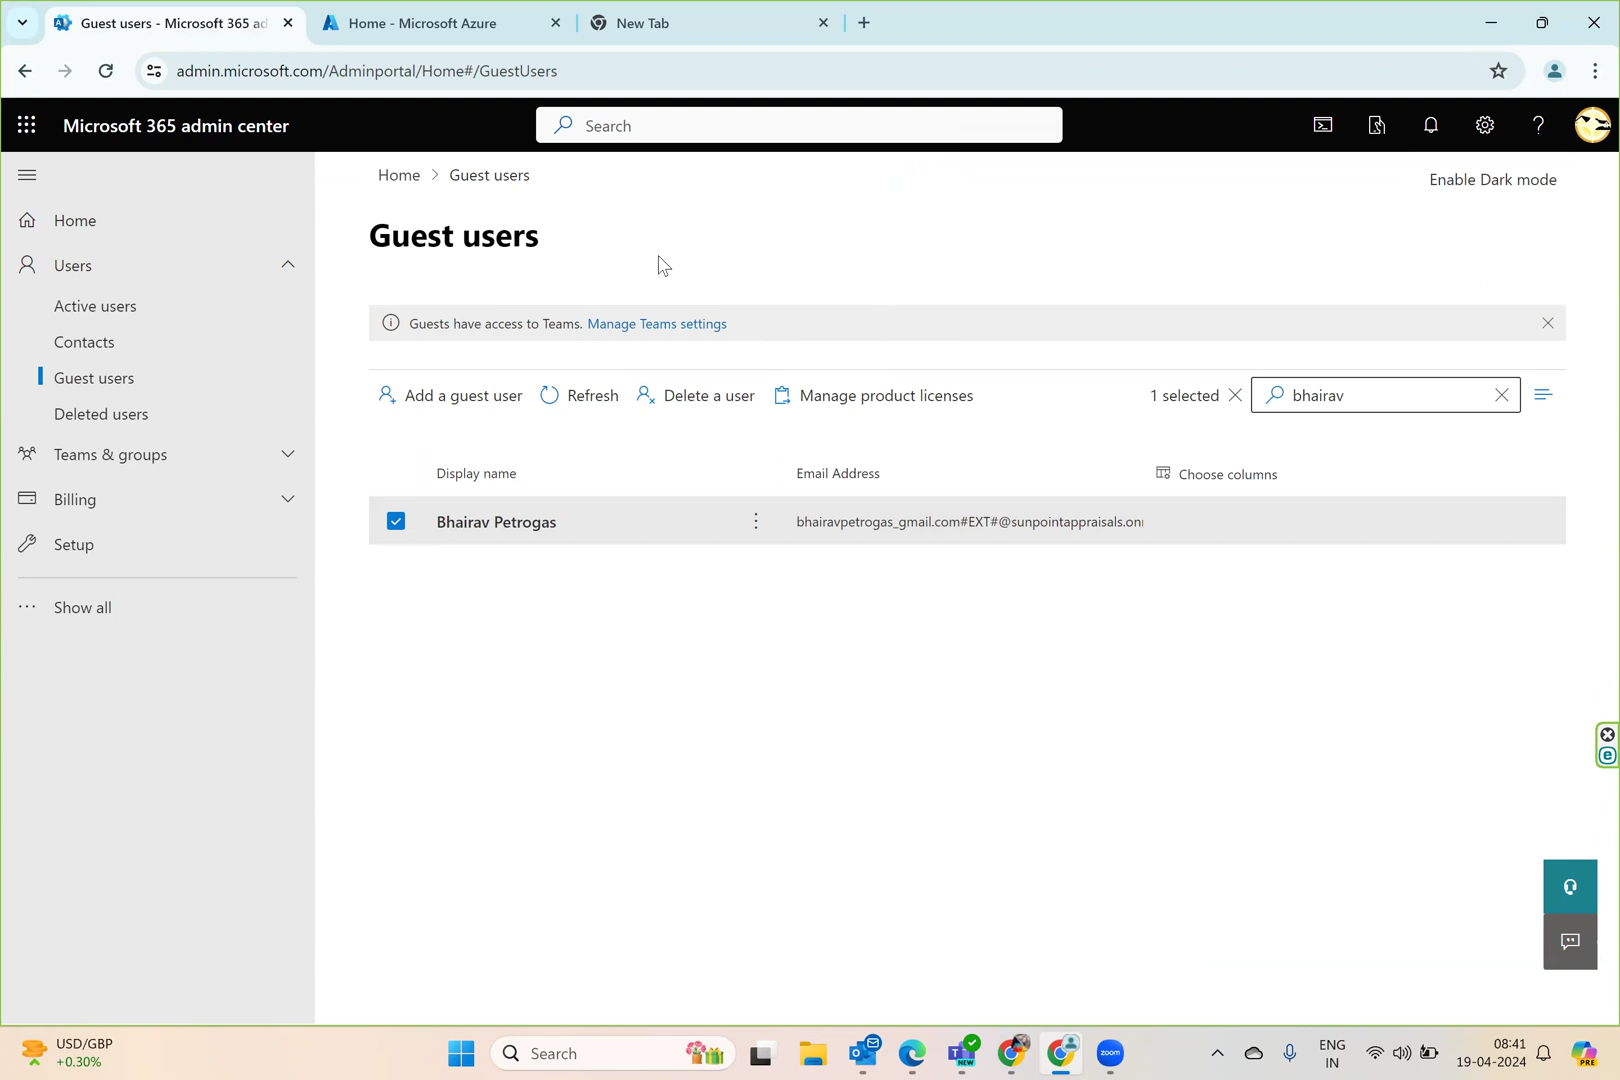 Guest users - Microsoft 365 ad
Home - Microsoft Azure
New Tab
admin.microsoft.com/Adminportal/Home#/GuestUsers
Microsoft 365 admin center
Search
Home > Guest users
Enable Dark mode
Home
Users
Active users
Contacts
Guest users
Deleted users
Teams & groups
Billing
Setup
Show all
Guest users
Guests have access to Teams. Manage Teams settings
Add a guest user
Refresh
Delete a user
Manage product licenses
1 selected
bhairav
Display name
Email Address
Choose columns
Bhairav Petrogas
bhairavpetrogas_gmail.com#EXT#@sunpointappraisals.on
USD/GBP
+0.30%
Search
NEW
zoom
ENG
IN
08:41
19-04-2024
PRE